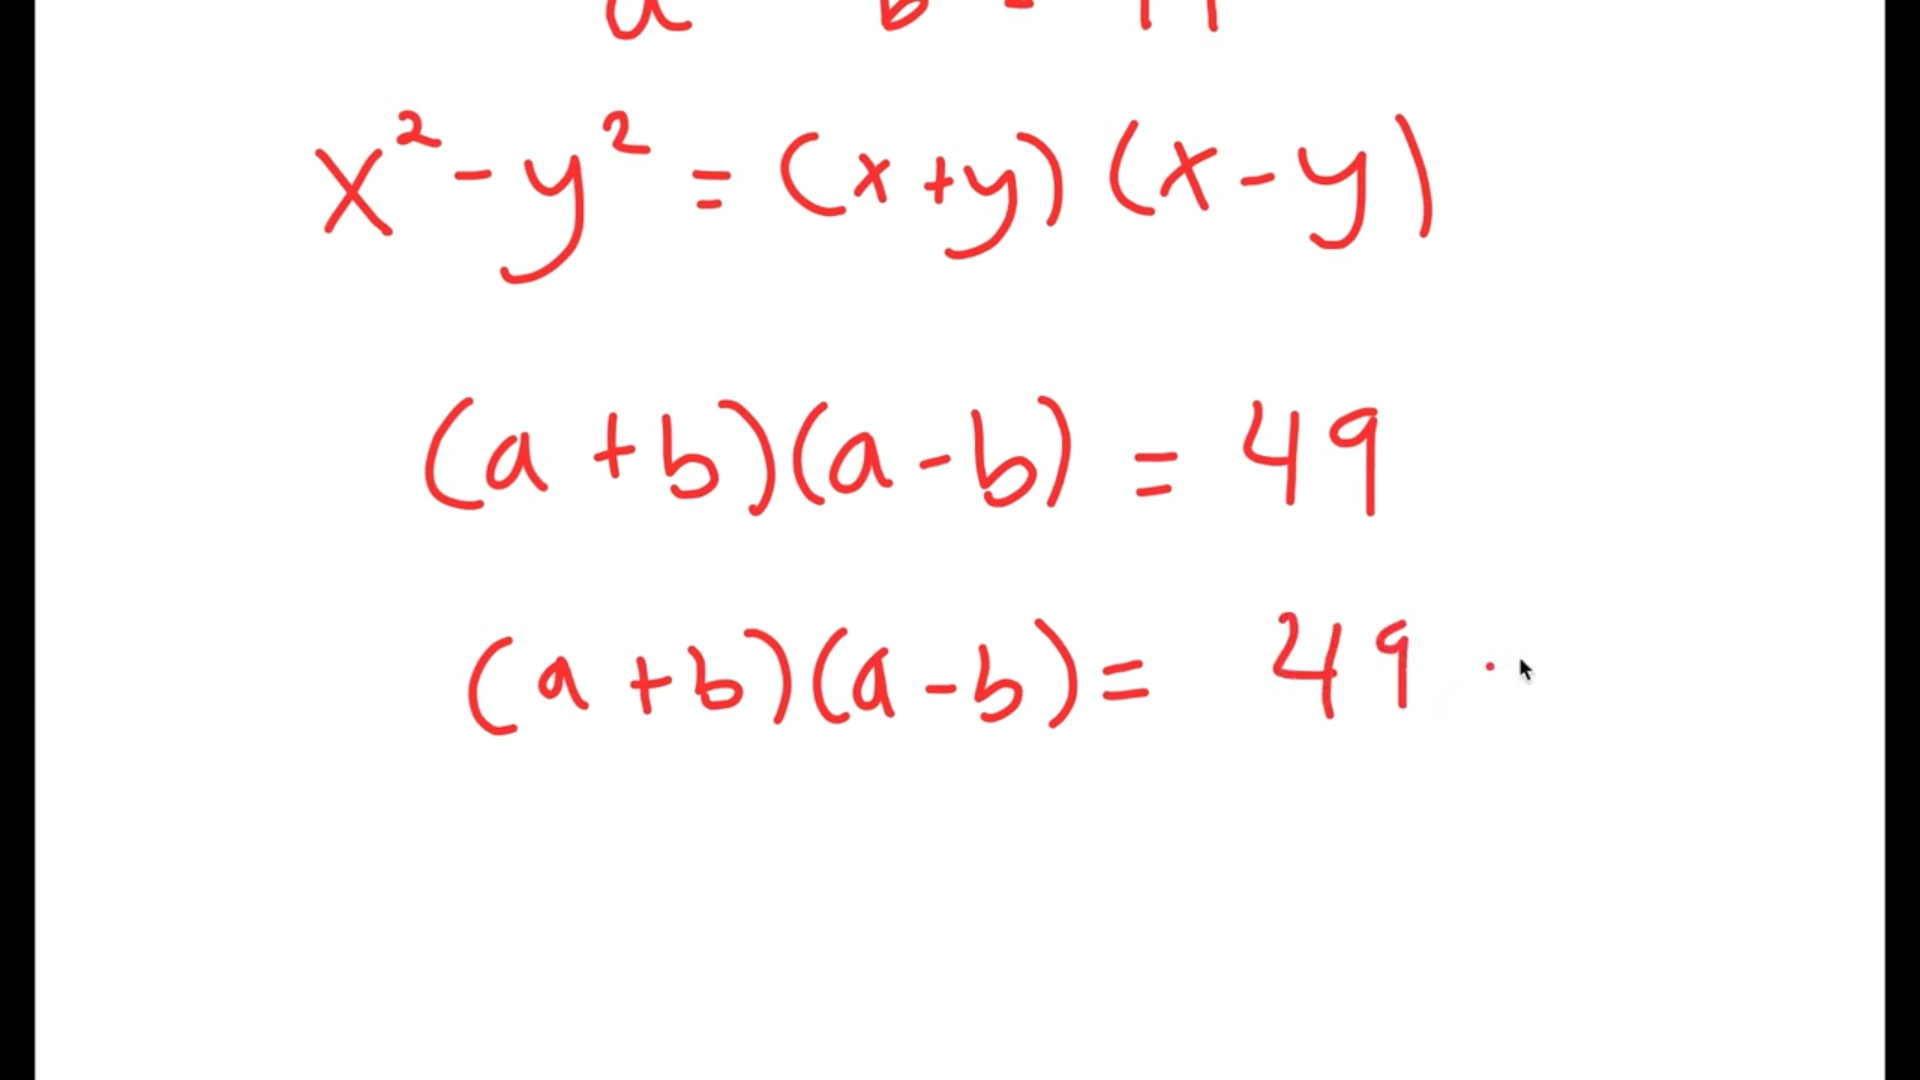 x² - y² = (x + y) (x - y)
(a + b)(a - b) = 49
(a + b)(a - b) = 49 ·